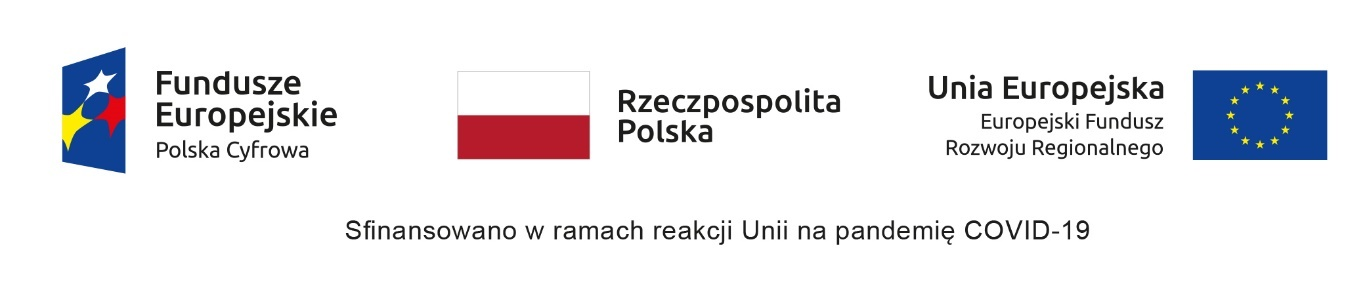 Fundusze
Europejskie
Polska Cyfrowa
Rzeczpospolita
Polska
Unia Europejska
Europejski Fundusz
Rozwoju Regionalnego
Sfinansowano w ramach reakcji Unii na pandemię COVID-19